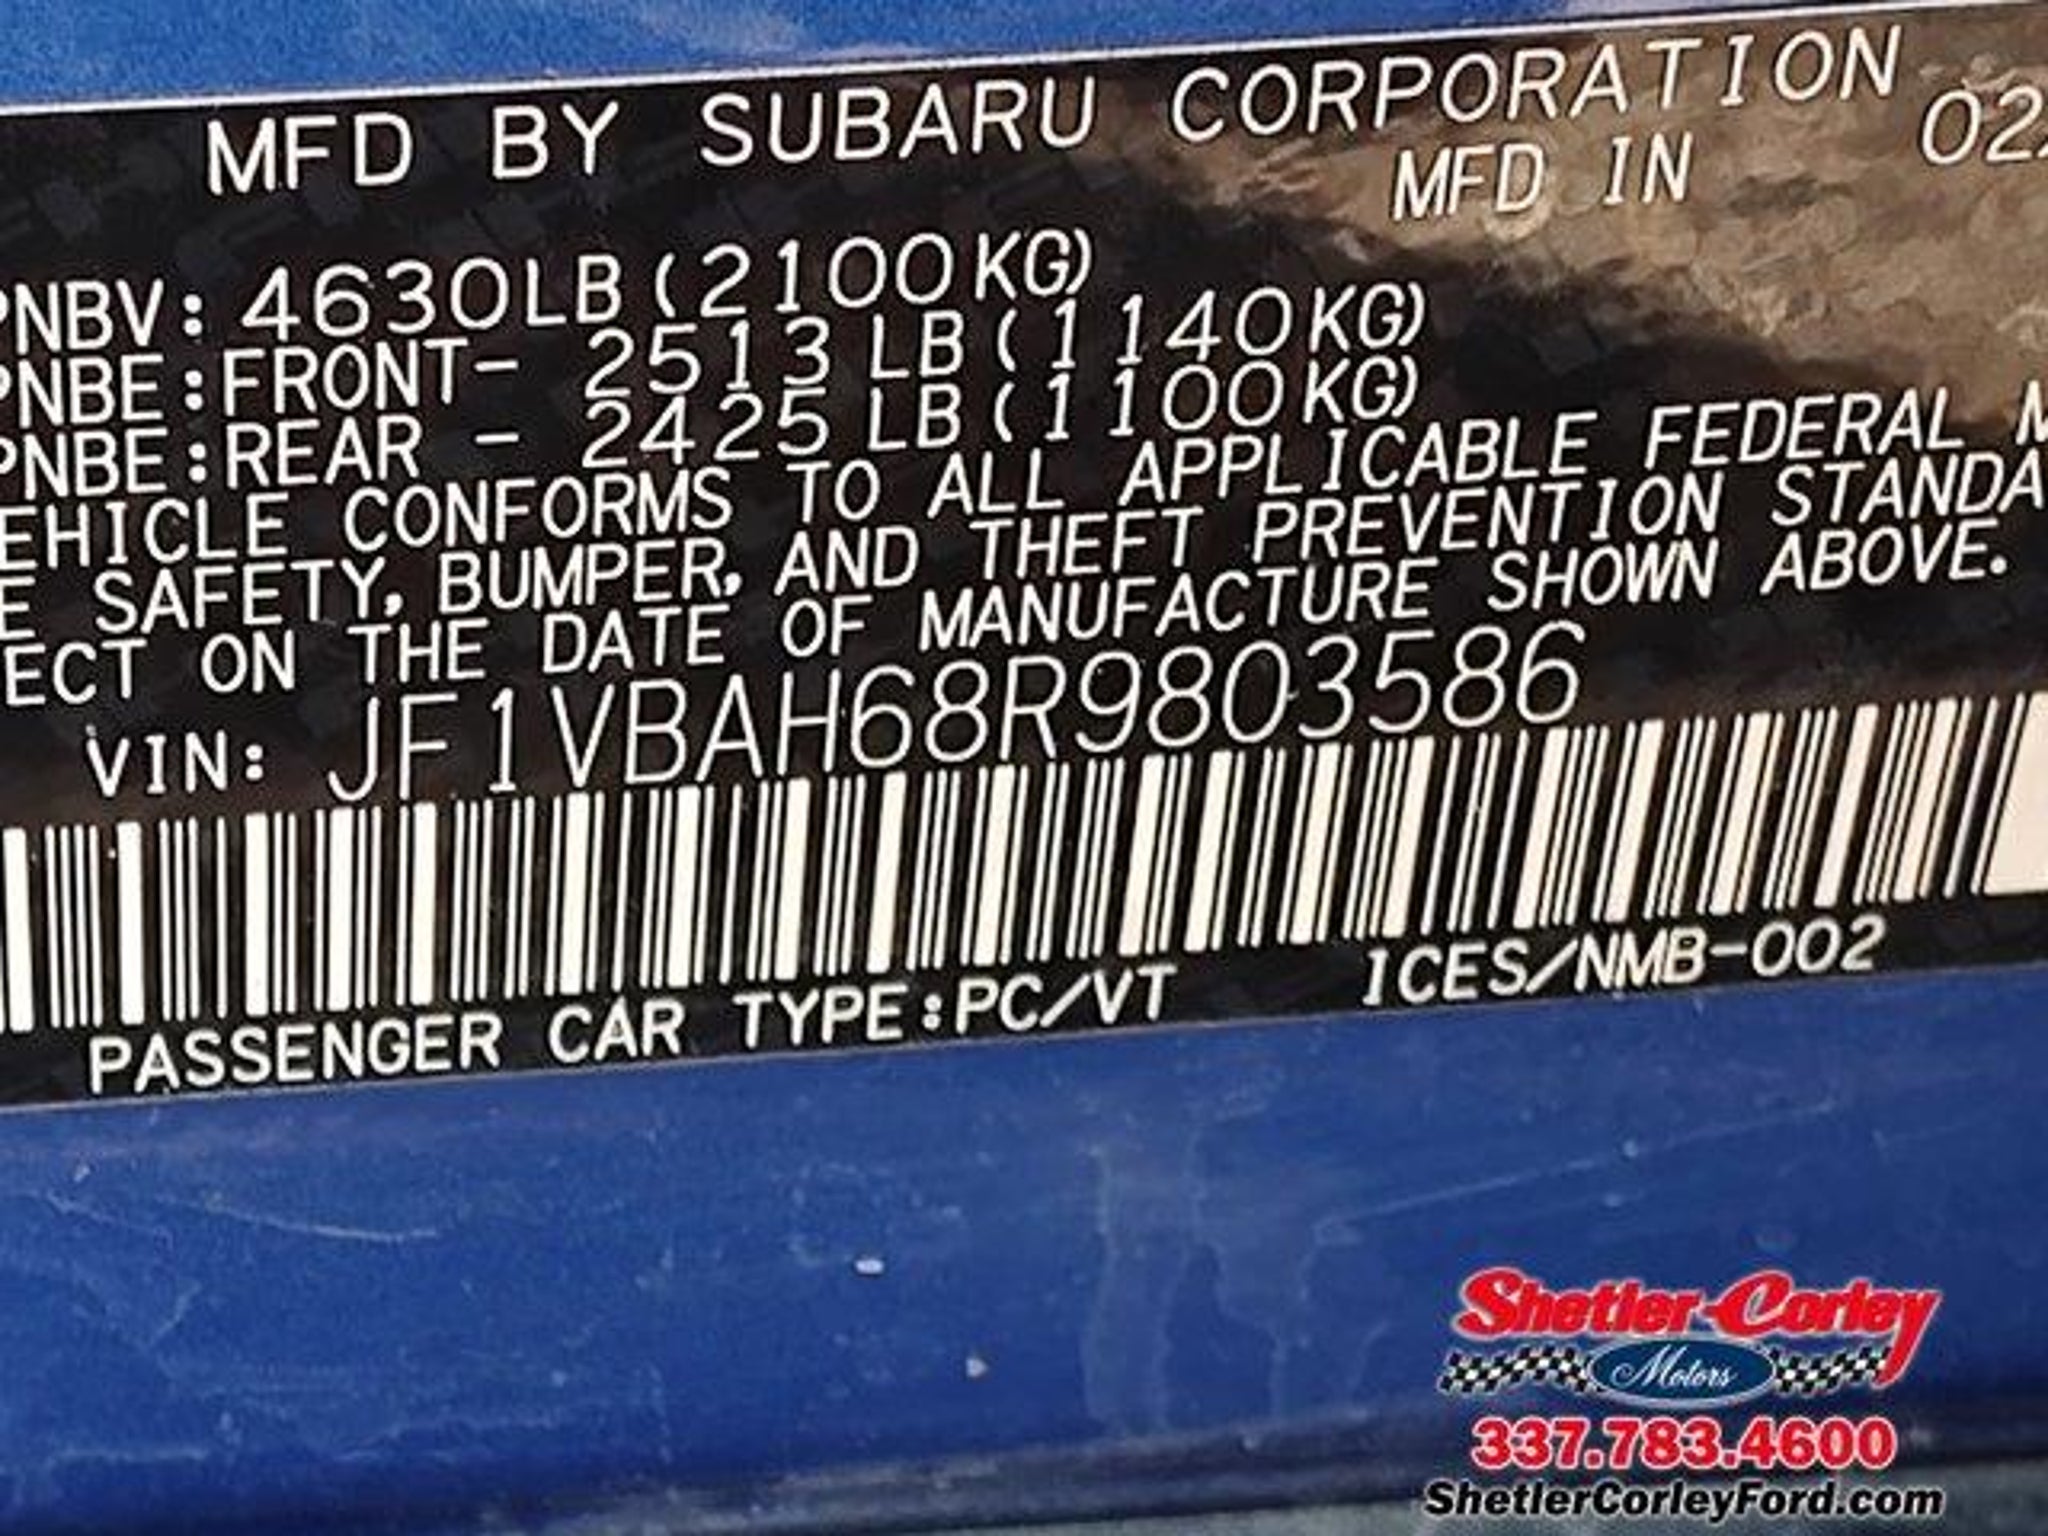 MFD BY SUBARU CORPORATION
MFD IN 02
PNBV: 4630LB(2100KG)
PNBE:FRONT- 2513 LB(1140KG)
PNBE:REAR - 2425 LB(1100KG)
EHICLE CONFORMS TO ALL APPLICABLE FEDERAL M
E SAFETY, BUMPER, AND THEFT PREVENTION STANDA
ECT ON THE DATE OF MANUFACTURE SHOWN ABOVE.
VIN: JF1VBAH68R9803586
PASSENGER CAR TYPE:PC/VT ICES/NMB-002
Shetler-Corley
Motors
337.783.4600
ShetlerCorleyFord.com